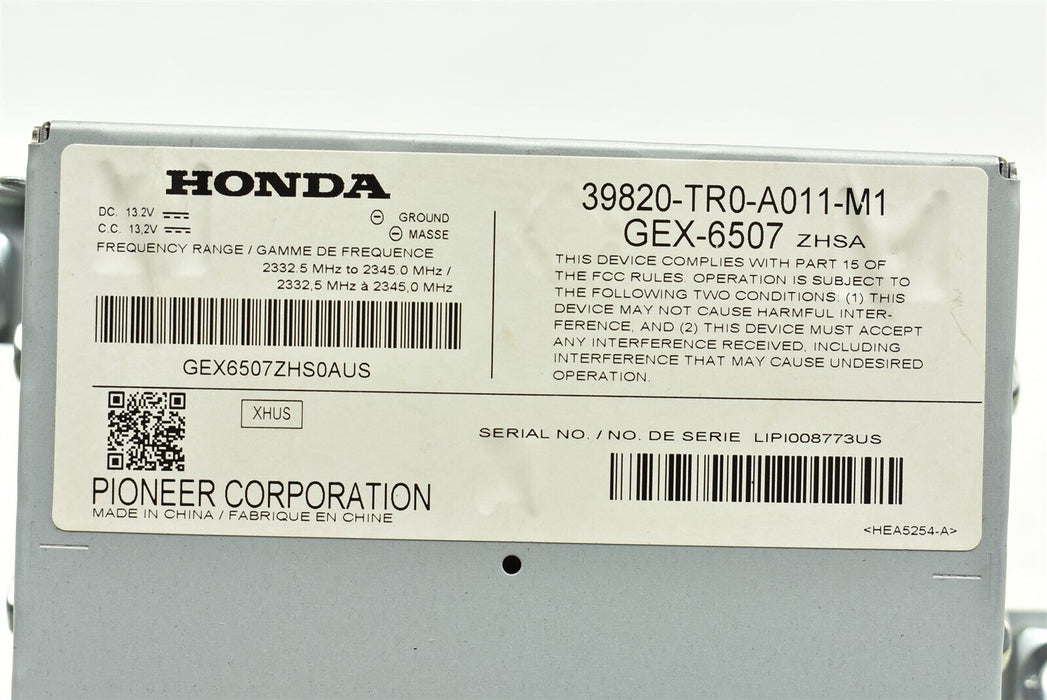 HONDA
DC. 13.2V
C.C. 13,2V
GROUND
MASSE
FREQUENCY RANGE / GAMME DE FREQUENCE
2332.5 MHz to 2345.0 MHz /
2332,5 MHz à 2345,0 MHz
GEX6507ZHS0AUS
39820-TR0-A011-M1
GEX-6507 ZHSA
THIS DEVICE COMPLIES WITH PART 15 OF
THE FCC RULES. OPERATION IS SUBJECT TO
THE FOLLOWING TWO CONDITIONS: (1) THIS
DEVICE MAY NOT CAUSE HARMFUL INTER-
FERENCE, AND (2) THIS DEVICE MUST ACCEPT
ANY INTERFERENCE RECEIVED, INCLUDING
INTERFERENCE THAT MAY CAUSE UNDESIRED
OPERATION.
XHUS
SERIAL NO. / NO. DE SERIE LIPI008773US
PIONEER CORPORATION
MADE IN CHINA / FABRIQUE EN CHINE
<HEA5254-A>